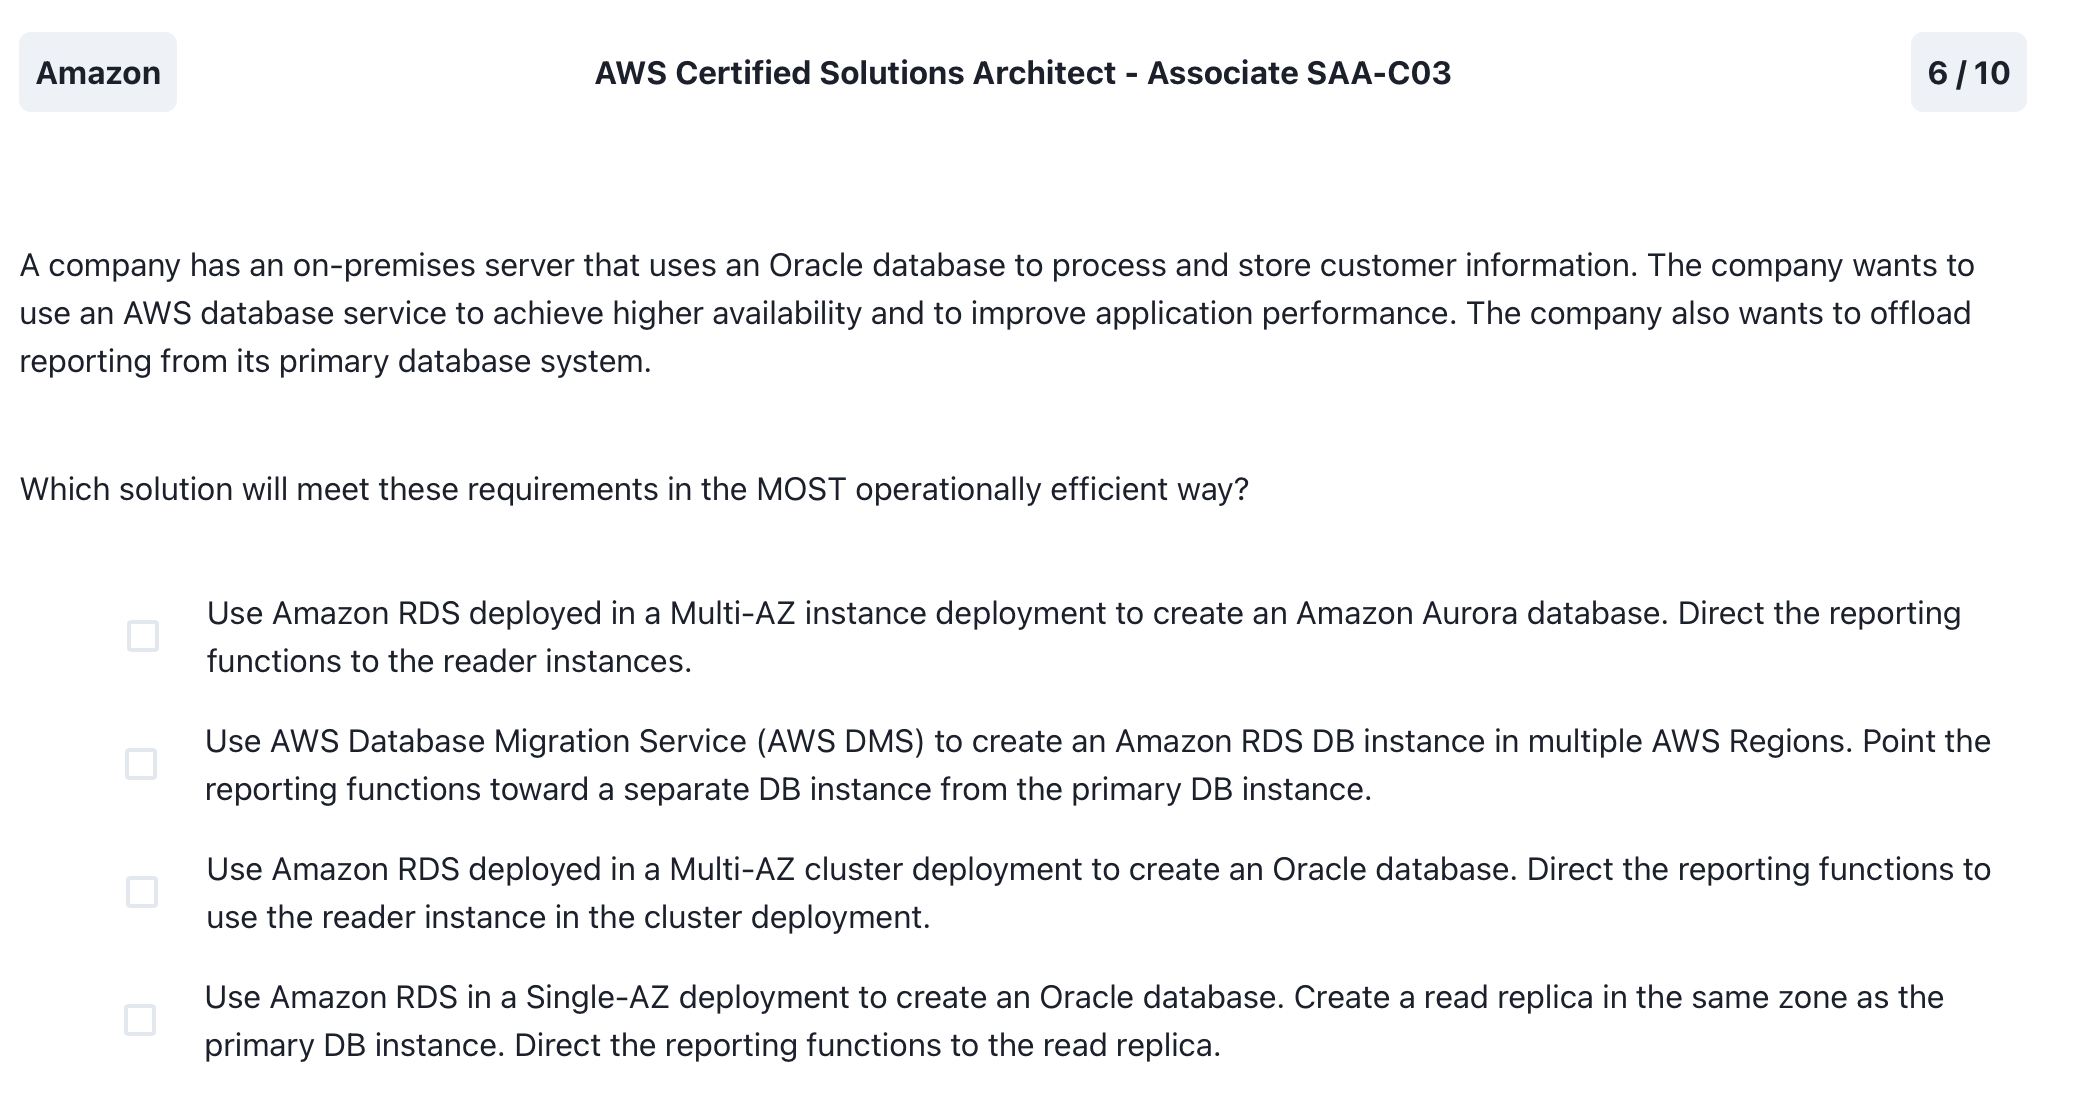 Amazon
AWS Certified Solutions Architect - Associate SAA-C03
6 / 10
A company has an on-premises server that uses an Oracle database to process and store customer information. The company wants to
use an AWS database service to achieve higher availability and to improve application performance. The company also wants to offload
reporting from its primary database system.
Which solution will meet these requirements in the MOST operationally efficient way?
Use Amazon RDS deployed in a Multi-AZ instance deployment to create an Amazon Aurora database. Direct the reporting
functions to the reader instances.
Use AWS Database Migration Service (AWS DMS) to create an Amazon RDS DB instance in multiple AWS Regions. Point the
reporting functions toward a separate DB instance from the primary DB instance.
Use Amazon RDS deployed in a Multi-AZ cluster deployment to create an Oracle database. Direct the reporting functions to
use the reader instance in the cluster deployment.
Use Amazon RDS in a Single-AZ deployment to create an Oracle database. Create a read replica in the same zone as the
primary DB instance. Direct the reporting functions to the read replica.